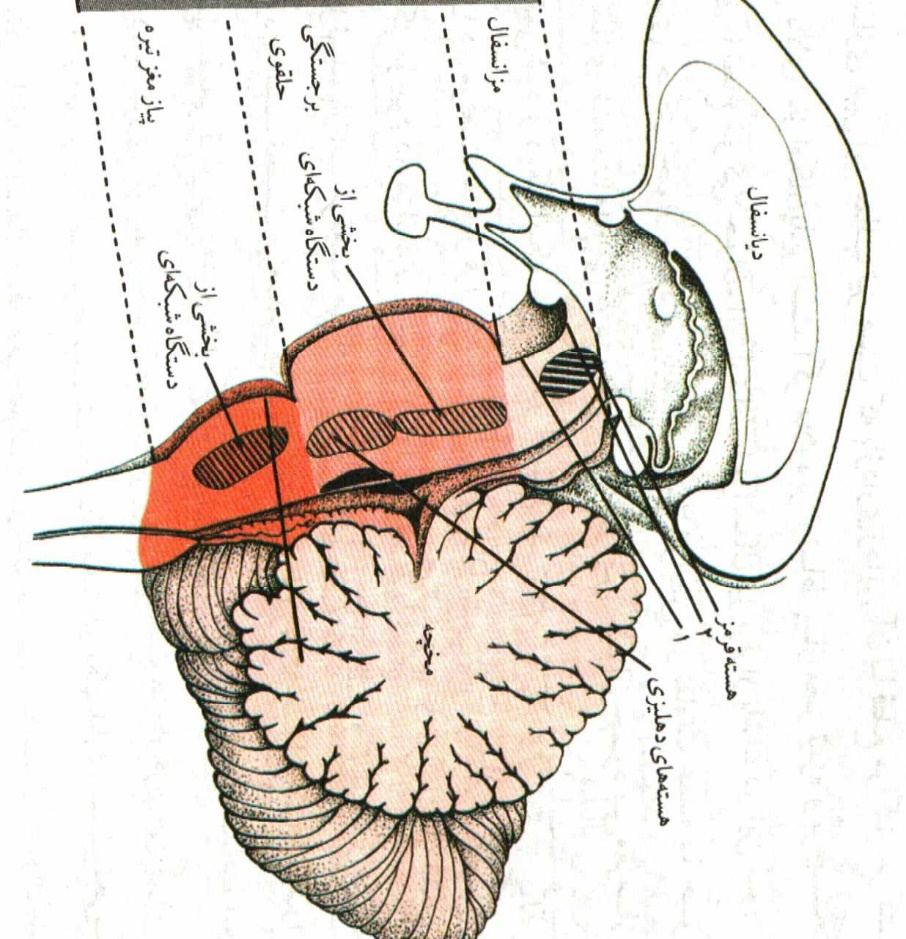 دیانسفال
مزانسفال
برجستگی
حلقوی
پیاز مغز تیره
بخشی از
دستگاه شبکه‌ای
بخشی از
دستگاه شبکه‌ای
هسته قرمز
۲
۱
هسته‌های دهلیزی
مخچه